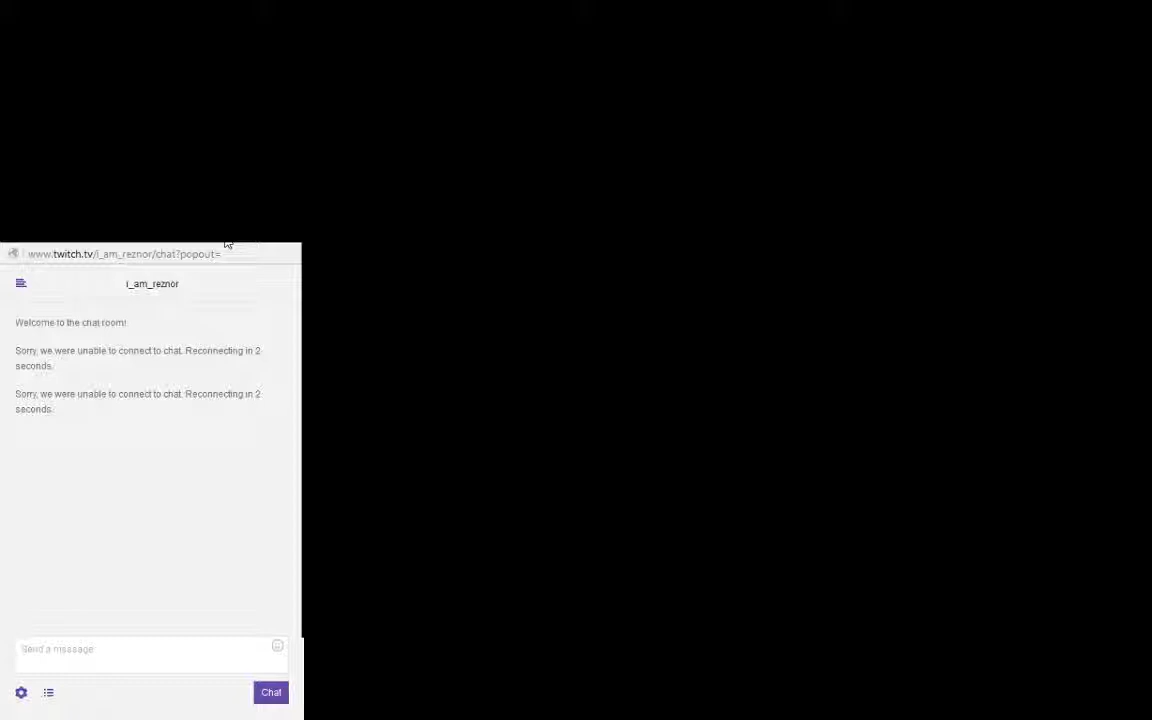 www.twitch.tv/i_am_reznor/chat?popout=
i_am_reznor
Welcome to the chat room!
Sorry, we were unable to connect to chat. Reconnecting in 2
seconds.
Sorry, we were unable to connect to chat. Reconnecting in 2
seconds.
Send a message
Chat